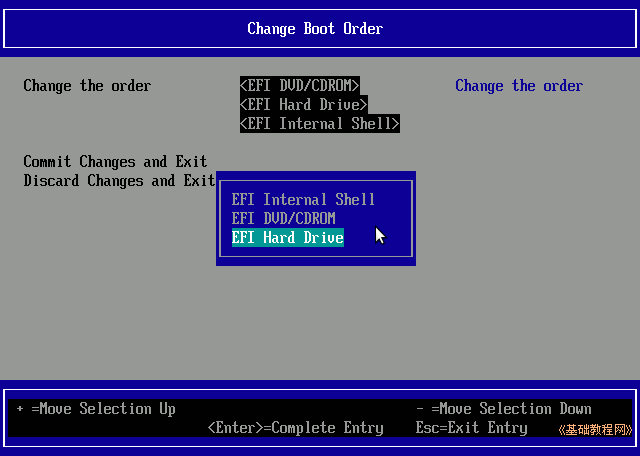 Change Boot Order
Change the order <EFI DVD/CDROM> Change the order
<EFI Hard Drive>
<EFI Internal Shell>
Commit Changes and Exit
Discard Changes and Exit
EFI Internal Shell
EFI DVD/CDROM
EFI Hard Drive
+ =Move Selection Up - =Move Selection Down
<Enter>=Complete Entry Esc=Exit Entry
《基础教程网》